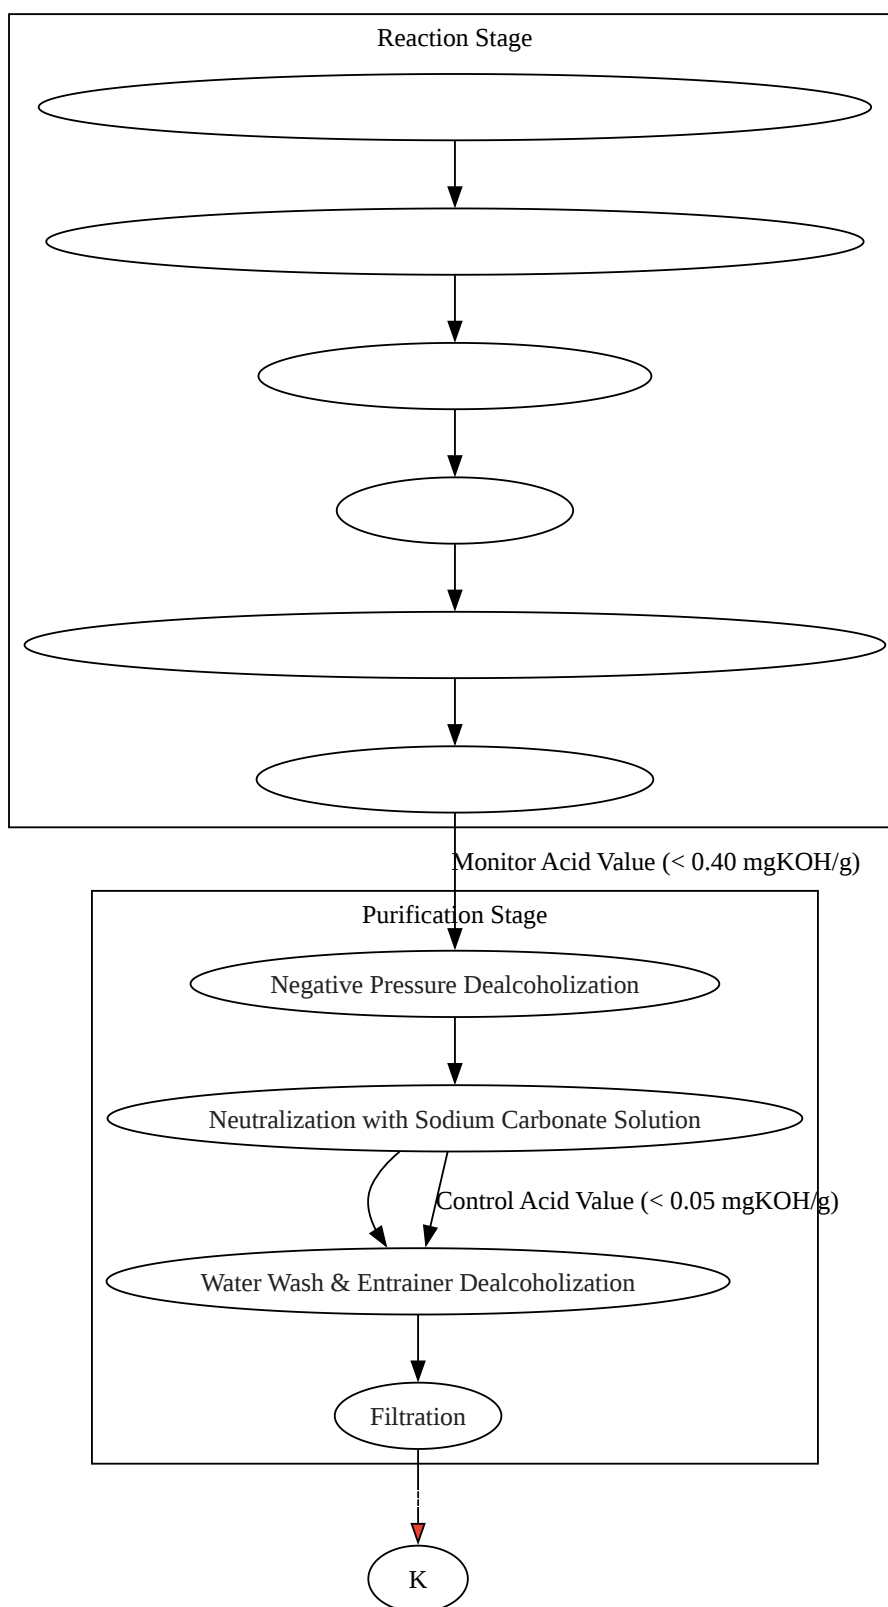 Reaction Stage
Monitor Acid Value (< 0.40 mgKOH/g)
Purification Stage
Negative Pressure Dealcoholization
Neutralization with Sodium Carbonate Solution
Control Acid Value (< 0.05 mgKOH/g)
Water Wash & Entrainer Dealcoholization
Filtration
K